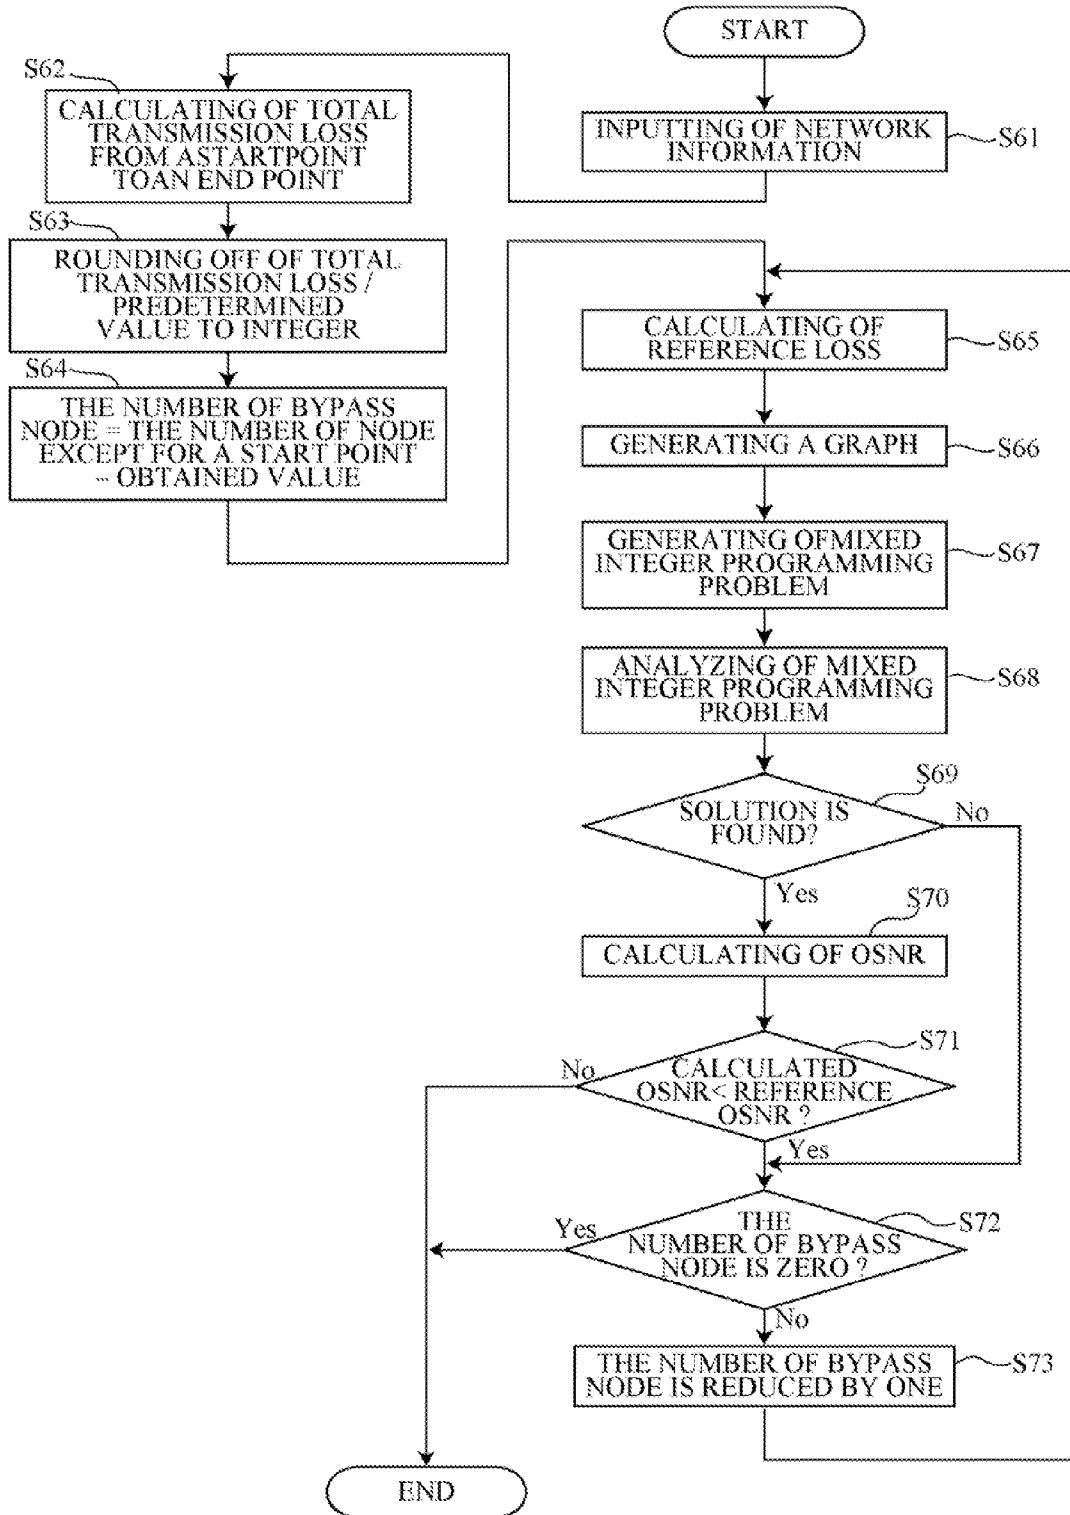 START
INPUTTING OF NETWORK
INFORMATION
S61
S62
CALCULATING OF TOTAL
TRANSMISSION LOSS
FROM ASTARTPOINT
TOAN END POINT
S63
ROUNDING OFF OF TOTAL
TRANSMISSION LOSS /
PREDETERMINED
VALUE TO INTEGER
S64
THE NUMBER OF BYPASS
NODE = THE NUMBER OF NODE
EXCEPT FOR A START POINT
- OBTAINED VALUE
CALCULATING OF
REFERENCE LOSS
S65
GENERATING A GRAPH
S66
GENERATING OFMIXED
INTEGER PROGRAMMING
PROBLEM
S67
ANALYZING OF MIXED
INTEGER PROGRAMMING
PROBLEM
S68
S69
SOLUTION IS
FOUND?
No
Yes
S70
CALCULATING OF OSNR
S71
CALCULATED
OSNR< REFERENCE
OSNR ?
No
Yes
S72
THE
NUMBER OF BYPASS
NODE IS ZERO ?
Yes
No
THE NUMBER OF BYPASS
NODE IS REDUCED BY ONE
S73
END